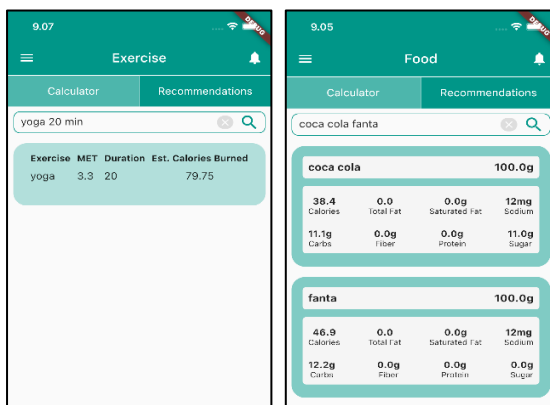 9.07
DEBUG
Exercise
Calculator Recommendations
yoga 20 min
Exercise MET Duration Est. Calories Burned
yoga 3.3 20 79.75
9.05
DEBUG
Food
Calculator Recommendations
coca cola fanta
coca cola 100.0g
38.4 0.0 0.0g 12mg
Calories Total Fat Saturated Fat Sodium
11.1g 0.0g 0.0g 11.0g
Carbs Fiber Protein Sugar
fanta 100.0g
46.9 0.0 0.0g 12mg
Calories Total Fat Saturated Fat Sodium
12.2g 0.0g 0.0g 0.0g
Carbs Fiber Protein Sugar